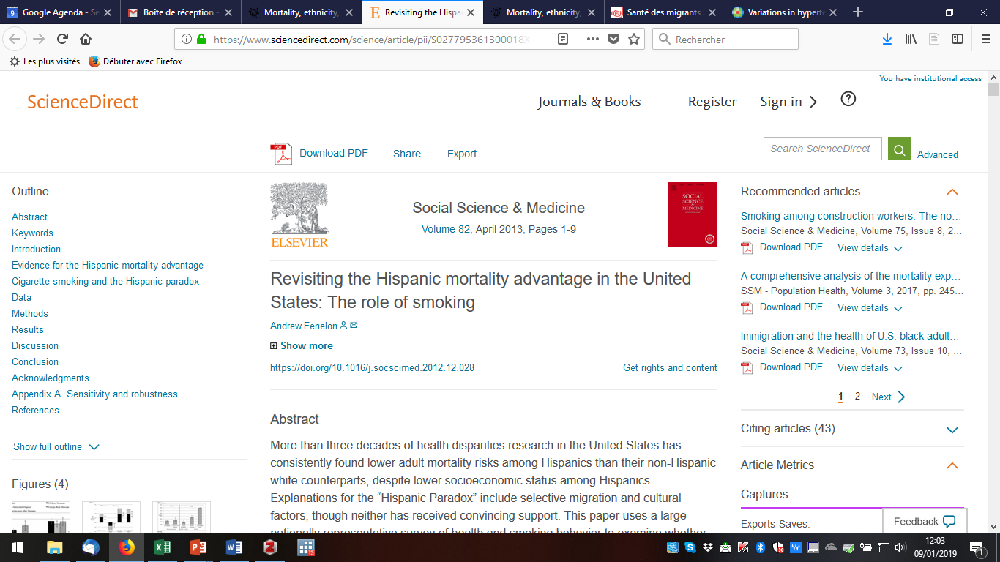 Google Agenda - Se
Boîte de réception -
Mortality, ethnicity,
Revisiting the Hispa
Mortality, ethnicity,
Santé des migrants :
Variations in hyperte
https://www.sciencedirect.com/science/article/pii/S027795361300018X
Rechercher
Les plus visités
Débuter avec Firefox
You have institutional access
ScienceDirect
Journals & Books
Register
Sign in
Download PDF
Share
Export
Search ScienceDirect
Advanced
Outline
Abstract
Keywords
Introduction
Evidence for the Hispanic mortality advantage
Cigarette smoking and the Hispanic paradox
Data
Methods
Results
Discussion
Conclusion
Acknowledgments
Appendix A. Sensitivity and robustness
References
Show full outline
Figures (4)
ELSEVIER
Social Science & Medicine
Volume 82, April 2013, Pages 1-9
SOCIAL
SCIENCE
&
MEDICINE
Revisiting the Hispanic mortality advantage in the United
States: The role of smoking
Andrew Fenelon
Show more
https://doi.org/10.1016/j.socscimed.2012.12.028
Get rights and content
Abstract
More than three decades of health disparities research in the United States has
consistently found lower adult mortality risks among Hispanics than their non-Hispanic
white counterparts, despite lower socioeconomic status among Hispanics.
Explanations for the “Hispanic Paradox” include selective migration and cultural
factors, though neither has received convincing support. This paper uses a large
nationally representative survey of health and smoking behavior to examine whether
Recommended articles
Smoking among construction workers: The no…
Social Science & Medicine, Volume 75, Issue 8, 2…
Download PDF
View details
A comprehensive analysis of the mortality exp…
SSM - Population Health, Volume 3, 2017, pp. 245…
Download PDF
View details
Immigration and the health of U.S. black adult…
Social Science & Medicine, Volume 73, Issue 10, …
Download PDF
View details
1 2 Next
Citing articles (43)
Article Metrics
Captures
Exports-Saves:
Feedback
12:03
09/01/2019